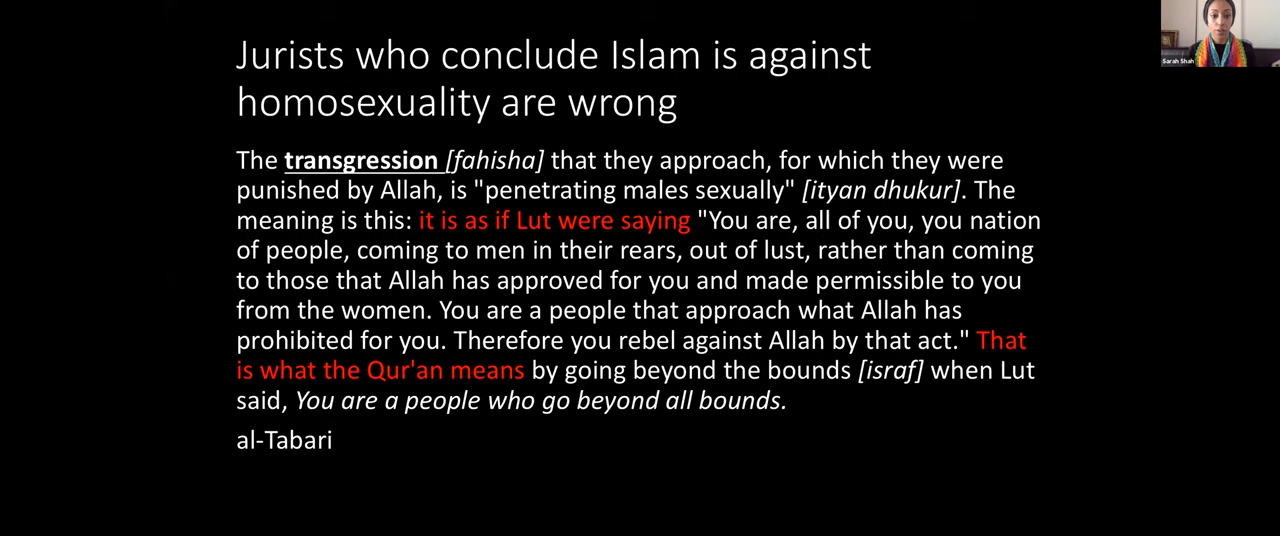 Jurists who conclude Islam is against
homosexuality are wrong
The transgression [fahisha] that they approach, for which they were
punished by Allah, is "penetrating males sexually" [ityan dhukur]. The
meaning is this: it is as if Lut were saying "You are, all of you, you nation
of people, coming to men in their rears, out of lust, rather than coming
to those that Allah has approved for you and made permissible to you
from the women. You are a people that approach what Allah has
prohibited for you. Therefore you rebel against Allah by that act." That
is what the Qur'an means by going beyond the bounds [israf] when Lut
said, You are a people who go beyond all bounds.
al-Tabari
Sarah Shah